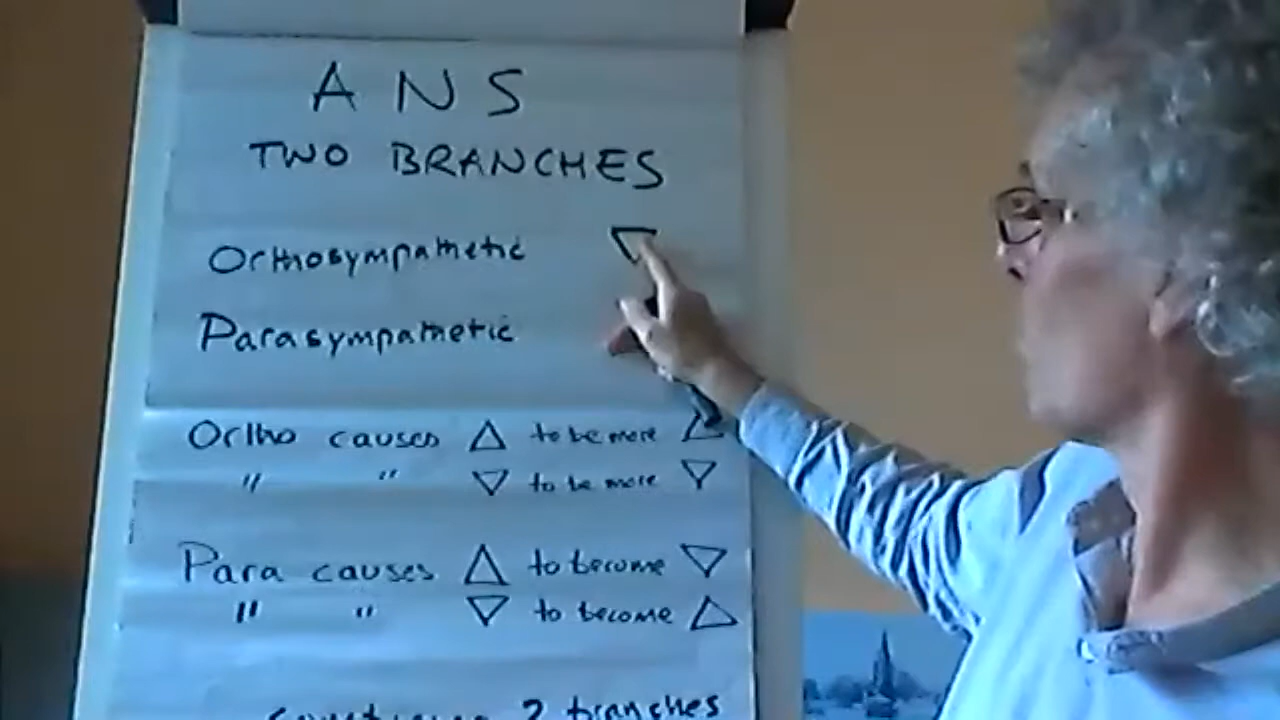 ANS
TWO BRANCHES
Orthosympathetic ▽
Parasympathetic
Ortho causes △ to be more △
" " ▽ to be more ▽
Para causes △ to become ▽
" " ▽ to become △
2 branches